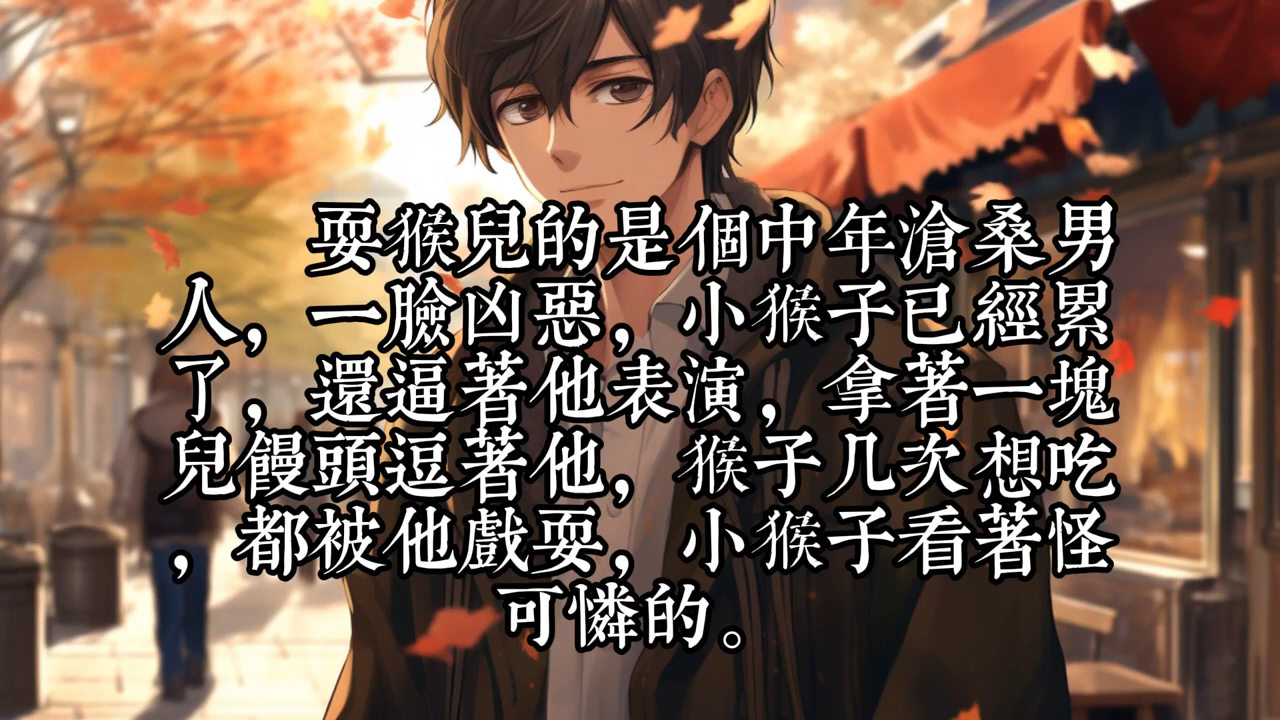 耍猴兒的是個中年滄桑男
人，一臉凶惡，小猴子已經累
了，還逼著他表演，拿著一塊
兒饅頭逗著他，猴子几次想吃
，都被他戲耍，小猴子看著怪
可憐的。